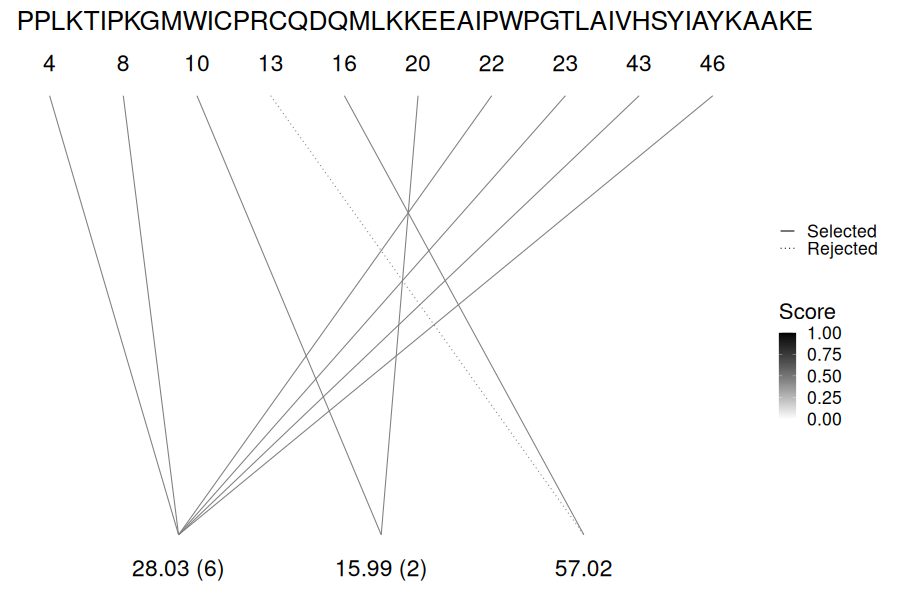 PPLKTIPKGMWICPRCQDQMLKKEEAIPWPGTLAIVHSYIAYKAAKE
4 8 10 13 16 20 22 23 43 46
Selected
Rejected
Score
1.00
0.75
0.50
0.25
0.00
28.03 (6) 15.99 (2) 57.02